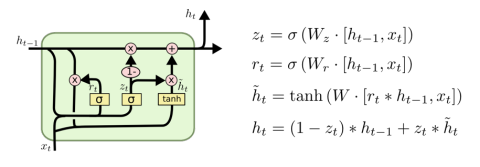 h_t
h_{t-1}
x
+
1-
x
r_t
z_t
x
\tilde{h}_t
σ
σ
tanh
x_t
z_t = σ (W_z · [h_{t-1}, x_t])
r_t = σ (W_r · [h_{t-1}, x_t])
\tilde{h}_t = tanh (W · [r_t * h_{t-1}, x_t])
h_t = (1 - z_t) * h_{t-1} + z_t * \tilde{h}_t